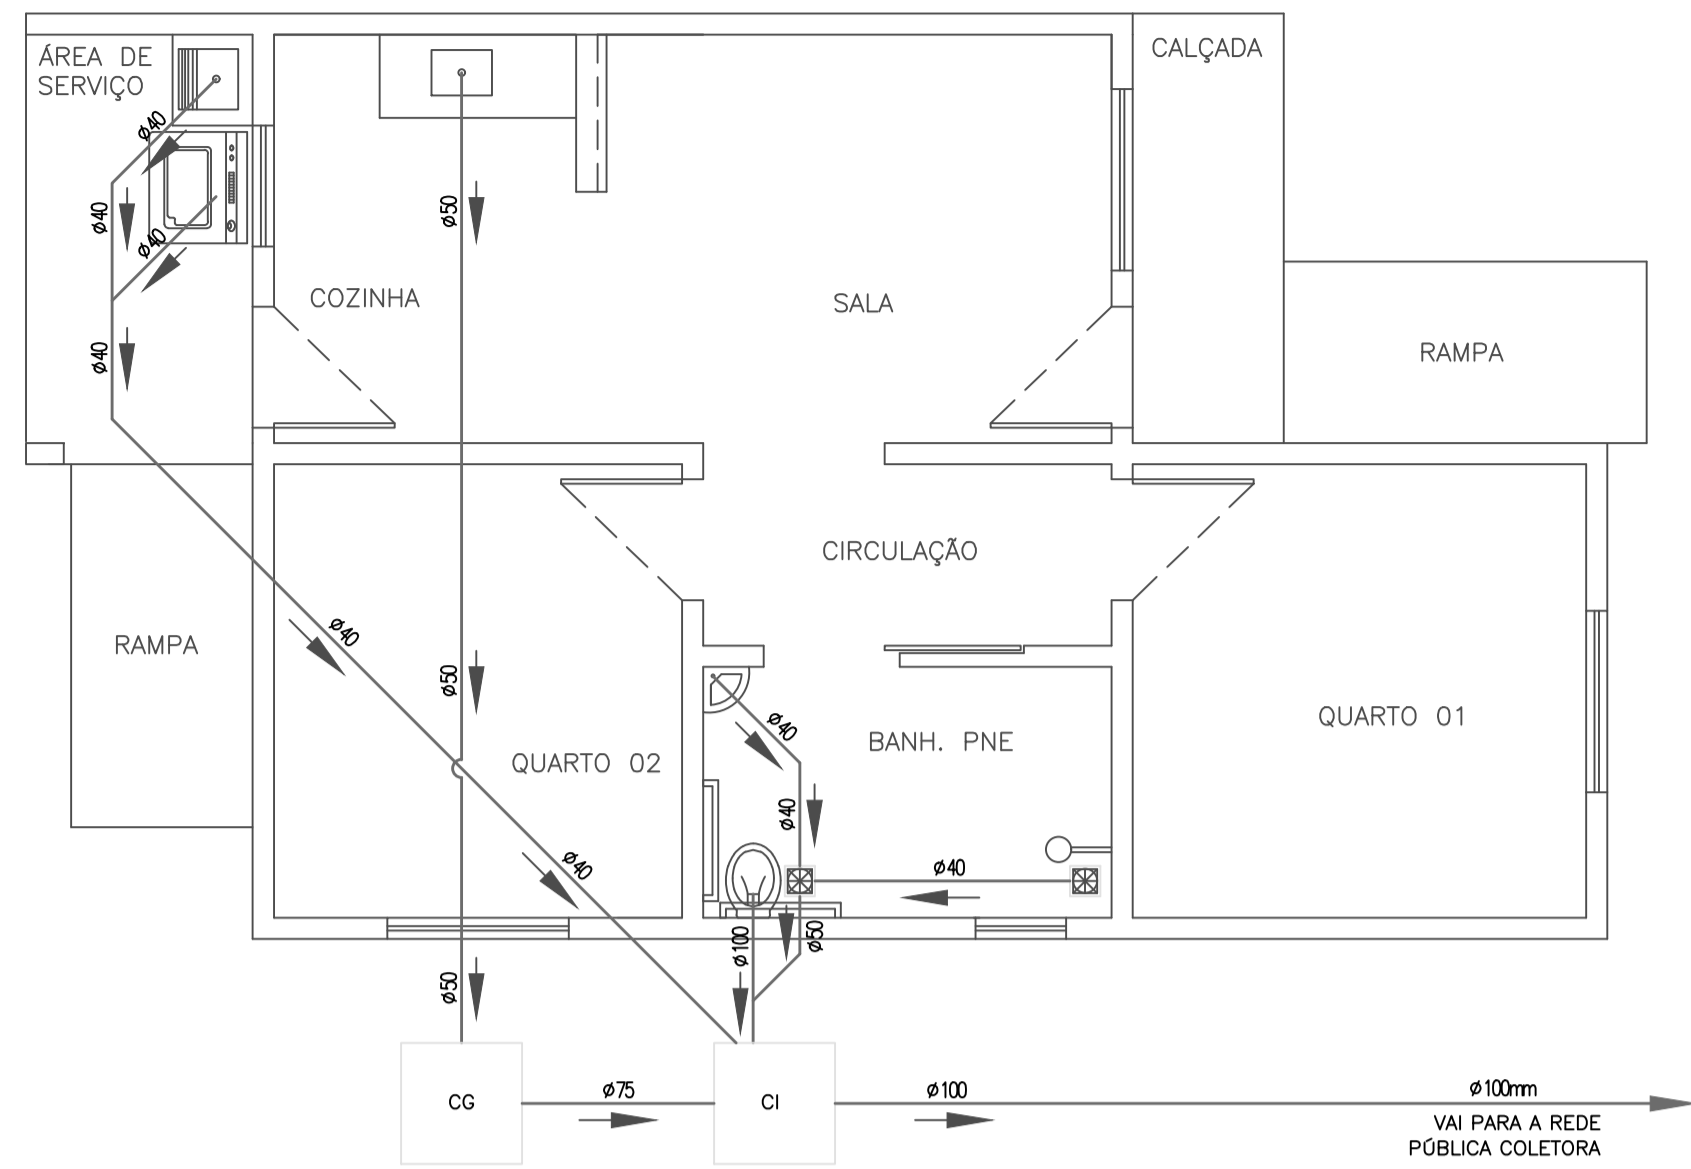 ÁREA DE
SERVIÇO
CALÇADA
ø40
ø40
ø50
ø40
COZINHA
SALA
ø40
RAMPA
CIRCULAÇÃO
ø40
RAMPA
ø50
QUARTO 01
ø40
BANH. PNE
QUARTO 02
ø40
ø40
ø40
ø100
ø50
ø50
ø75
ø100
ø100mm
CG
CI
VAI PARA A REDE
PÚBLICA COLETORA